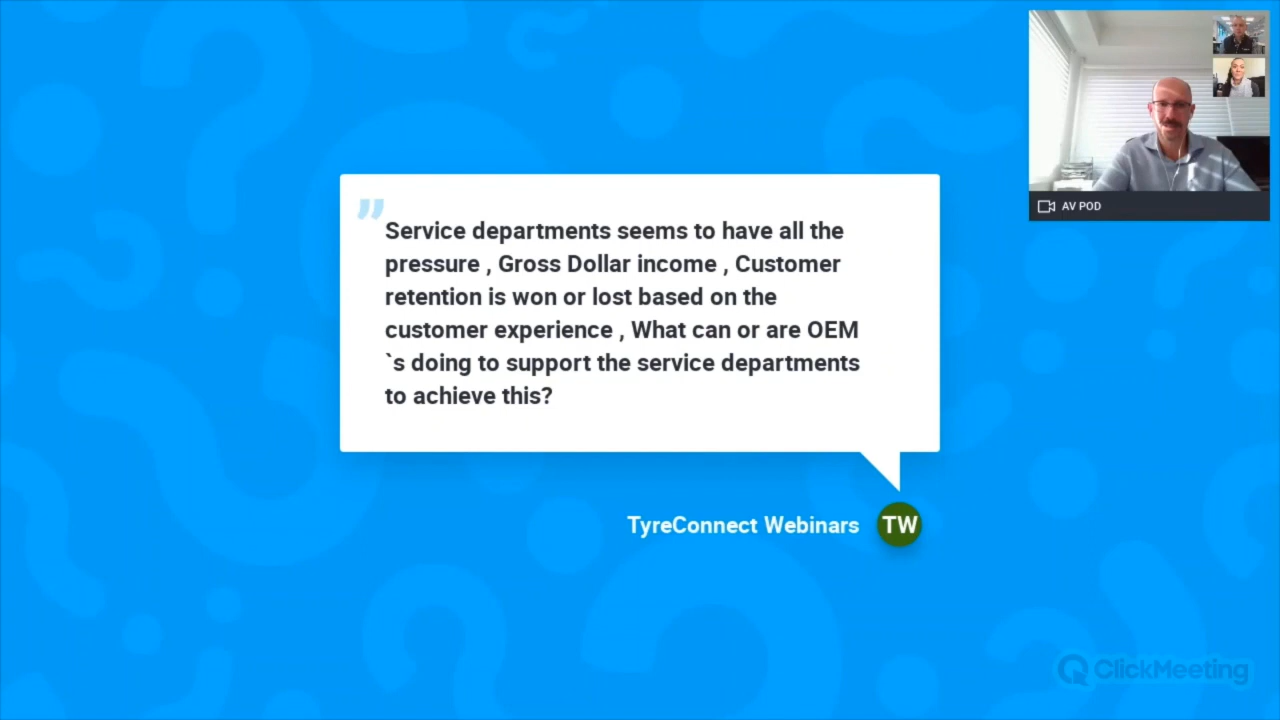 AV POD
"
Service departments seems to have all the
pressure , Gross Dollar income , Customer
retention is won or lost based on the
customer experience , What can or are OEM
`s doing to support the service departments
to achieve this?
TyreConnect Webinars TW
ClickMeeting